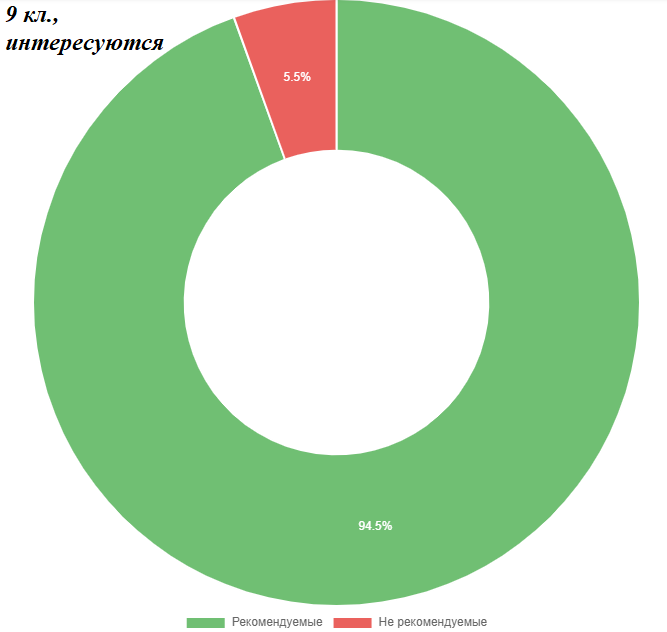 9 кл.,
интересуются
5.5%
94.5%
Рекомендуемые Не рекомендуемые